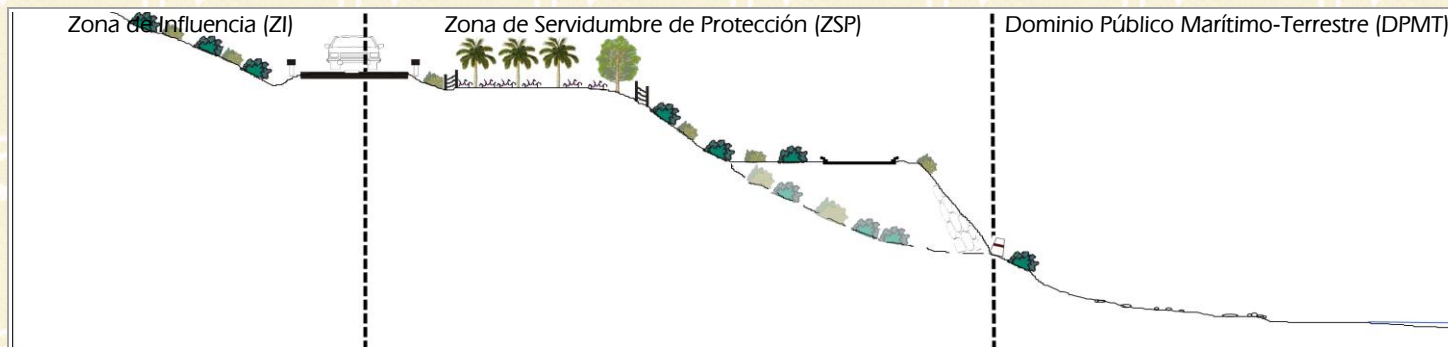 Zona de Influencia (ZI)
Zona de Servidumbre de Protección (ZSP)
Dominio Público Marítimo-Terrestre (DPMT)